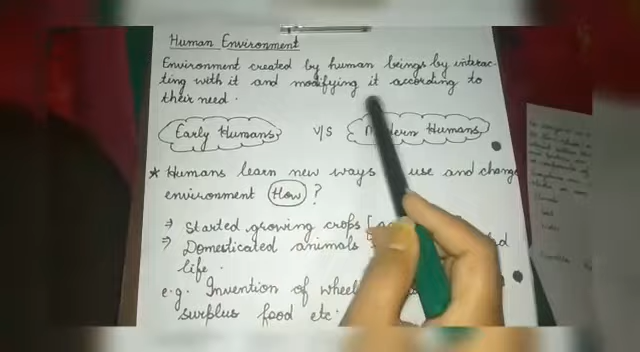 Human Environment
Environment created by human beings by interac-
ting with it and modifying it according to
their need.
Early Humans V/S Modern Humans
* Humans learn new ways use and change
environment How ?
⇒ Started growing crops [
⇒ Domesticated animals
life.
e.g. Invention of wheel
surplus food etc.